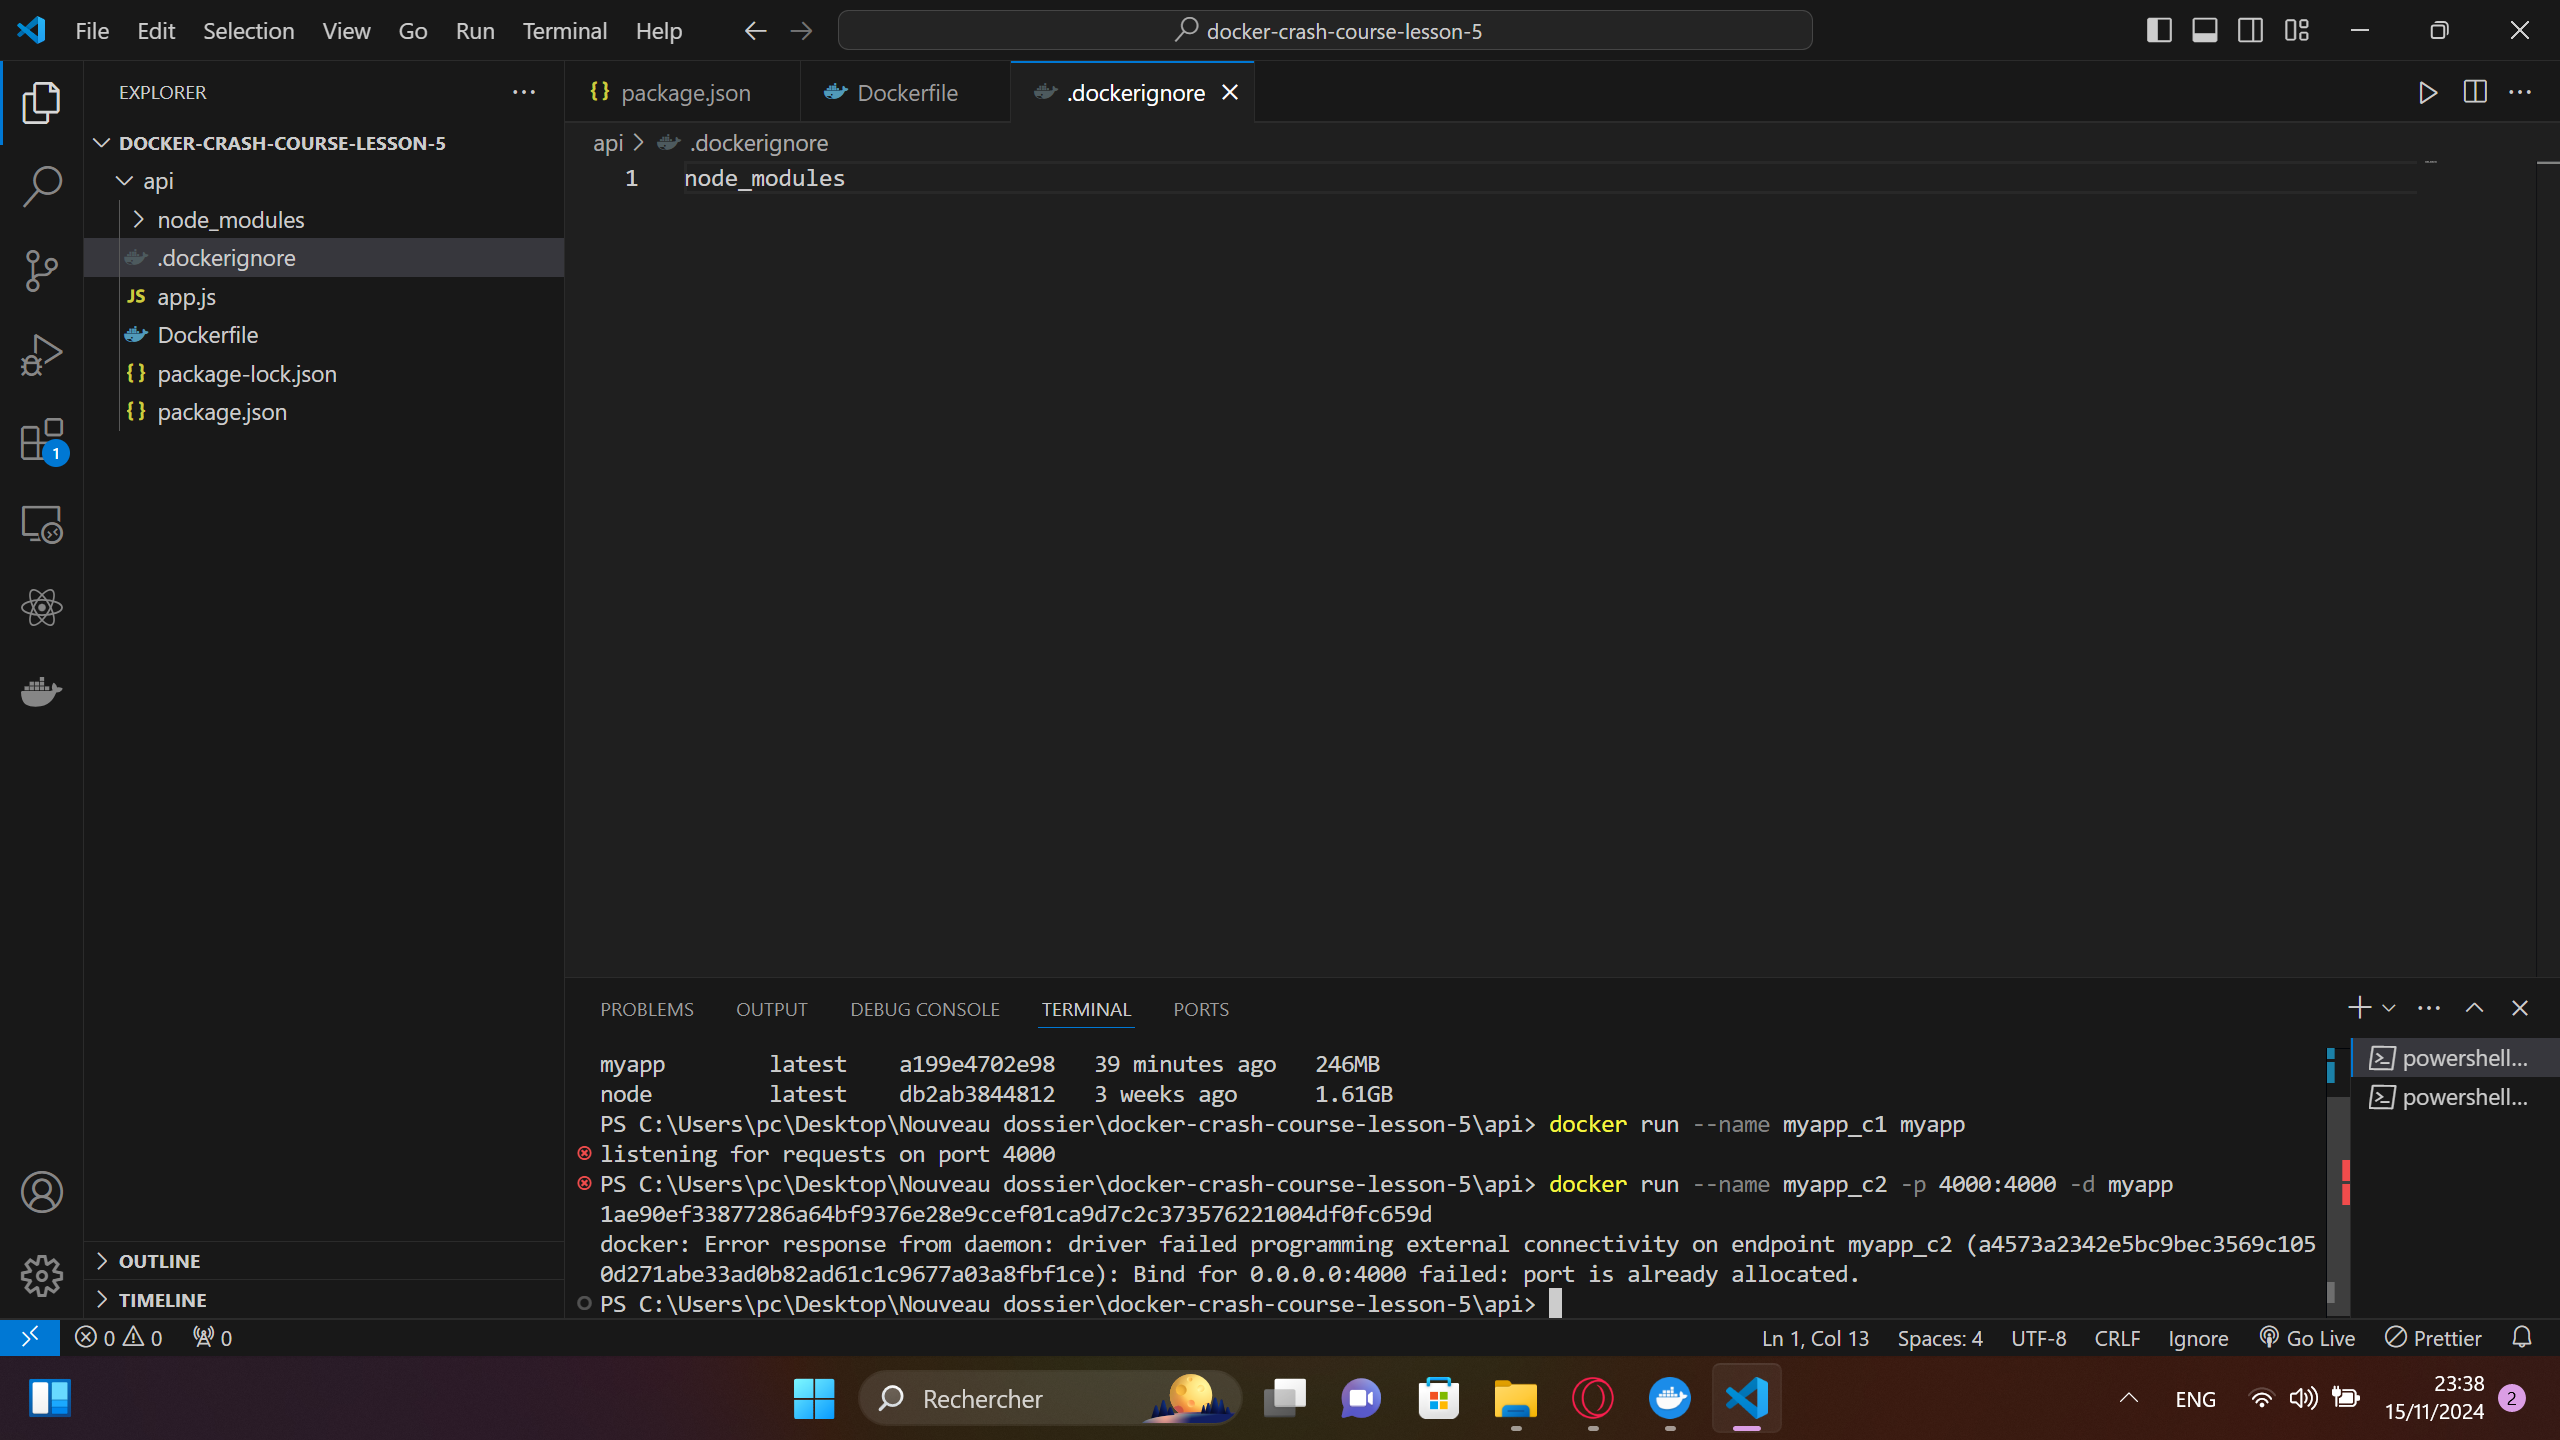 File Edit Selection View Go Run Terminal Help
docker-crash-course-lesson-5
EXPLORER
DOCKER-CRASH-COURSE-LESSON-5
api
node_modules
.dockerignore
JS app.js
Dockerfile
{} package-lock.json
{} package.json
1
OUTLINE
TIMELINE
{} package.json
Dockerfile
.dockerignore
api > .dockerignore
1 node_modules
PROBLEMS OUTPUT DEBUG CONSOLE TERMINAL PORTS
myapp latest a199e4702e98 39 minutes ago 246MB
node latest db2ab3844812 3 weeks ago 1.61GB
PS C:\Users\pc\Desktop\Nouveau dossier\docker-crash-course-lesson-5\api> docker run --name myapp_c1 myapp
listening for requests on port 4000
PS C:\Users\pc\Desktop\Nouveau dossier\docker-crash-course-lesson-5\api> docker run --name myapp_c2 -p 4000:4000 -d myapp
1ae90ef33877286a64bf9376e28e9ccef01ca9d7c2c373576221004df0fc659d
docker: Error response from daemon: driver failed programming external connectivity on endpoint myapp_c2 (a4573a2342e5bc9bec3569c105
0d271abe33ad0b82ad61c1c9677a03a8fbf1ce): Bind for 0.0.0.0:4000 failed: port is already allocated.
PS C:\Users\pc\Desktop\Nouveau dossier\docker-crash-course-lesson-5\api>
powershell...
powershell...
0 0 0
Ln 1, Col 13 Spaces: 4 UTF-8 CRLF Ignore Go Live Prettier
Rechercher
ENG
23:38
15/11/2024
2